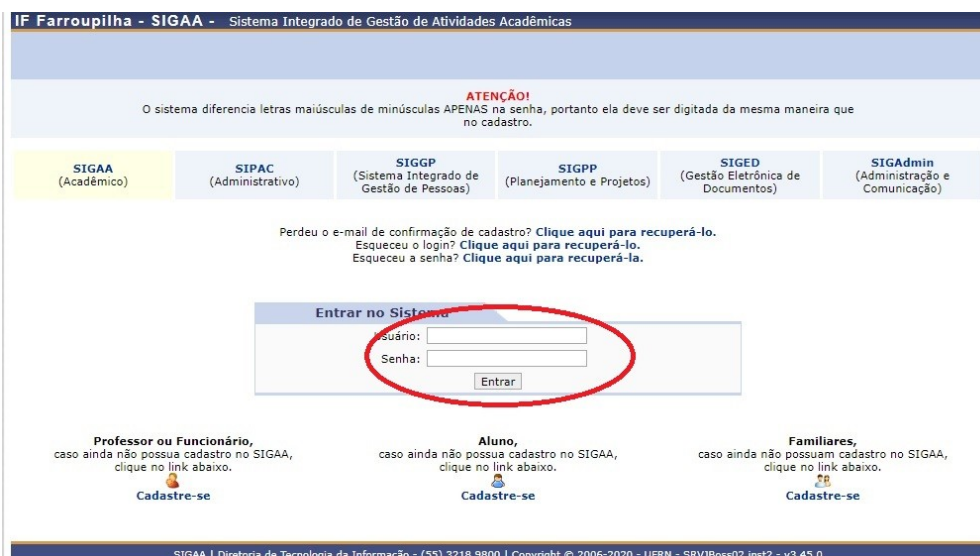 IF Farroupilha - SIGAA - Sistema Integrado de Gestão de Atividades Acadêmicas
ATENÇÃO!
O sistema diferencia letras maiúsculas de minúsculas APENAS na senha, portanto ela deve ser digitada da mesma maneira que
no cadastro.
SIGAA
(Acadêmico)
SIPAC
(Administrativo)
SIGGP
(Sistema Integrado de
Gestão de Pessoas)
SIGPP
(Planejamento e Projetos)
SIGED
(Gestão Eletrônica de
Documentos)
SIGAdmin
(Administração e
Comunicação)
Perdeu o e-mail de confirmação de cadastro? Clique aqui para recuperá-lo.
Esqueceu o login? Clique aqui para recuperá-lo.
Esqueceu a senha? Clique aqui para recuperá-la.
Entrar no Sistema
Usuário:
Senha:
Entrar
Professor ou Funcionário,
caso ainda não possua cadastro no SIGAA,
clique no link abaixo.
Cadastre-se
Aluno,
caso ainda não possua cadastro no SIGAA,
clique no link abaixo.
Cadastre-se
Familiares,
caso ainda não possuam cadastro no SIGAA,
clique no link abaixo.
Cadastre-se
SIGAA | Diretoria de Tecnologia da Informação - (55) 3218 9800 | Copyright © 2006-2020 - UFRN - SRVJBoss02.inst2 - v3.45.0